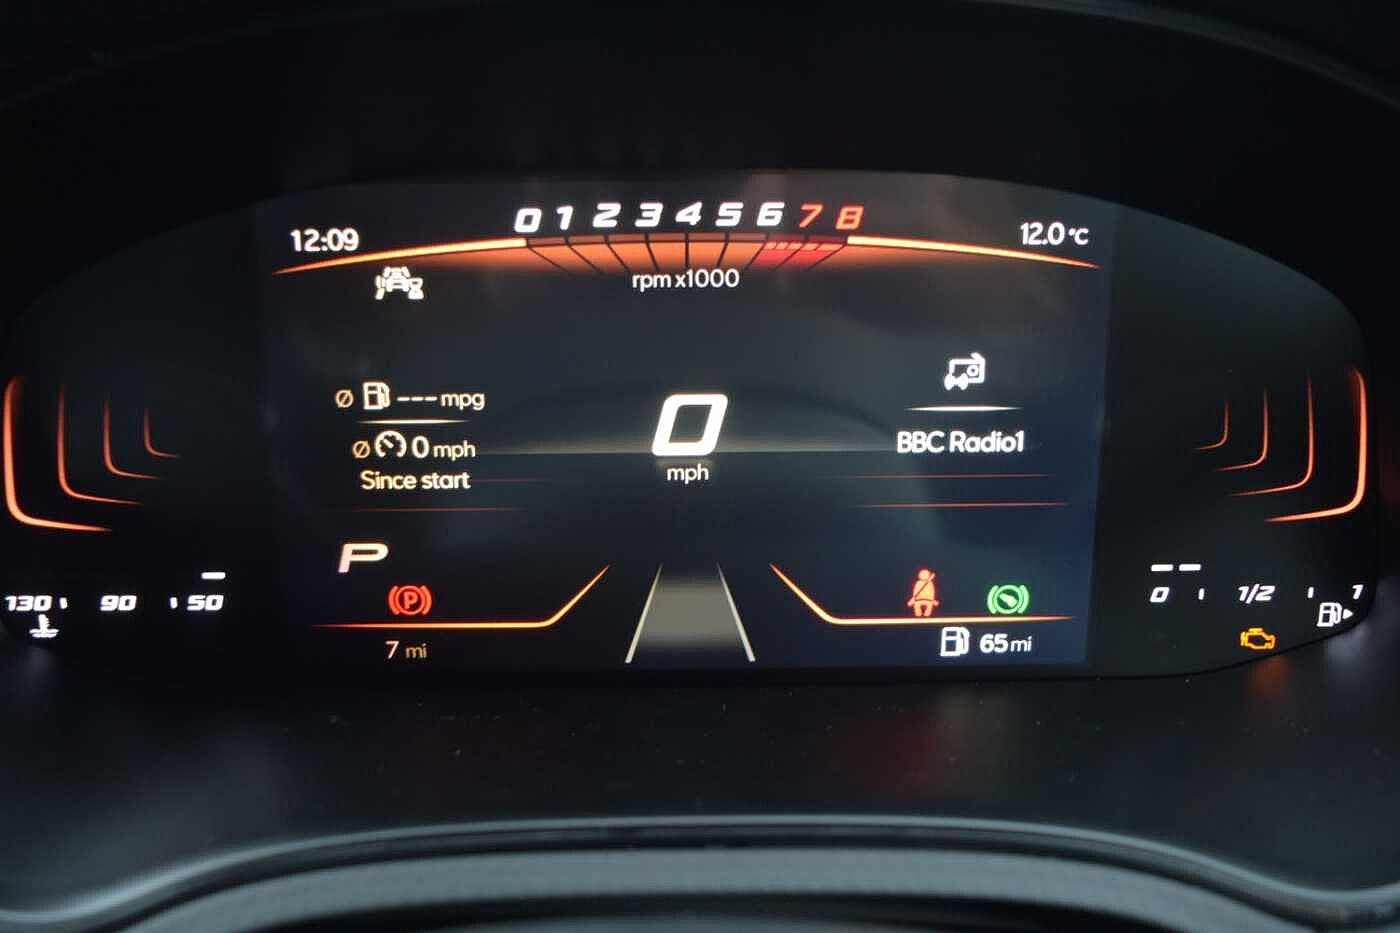 0 1 2 3 4 5 6 7 8
12:09
12.0°C
rpm x1000
Ø --- mpg
Ø 0 mph
Since start
0
mph
BBC Radio1
P
(P)
130 90 50
0 1/2 1
7 mi
65 mi